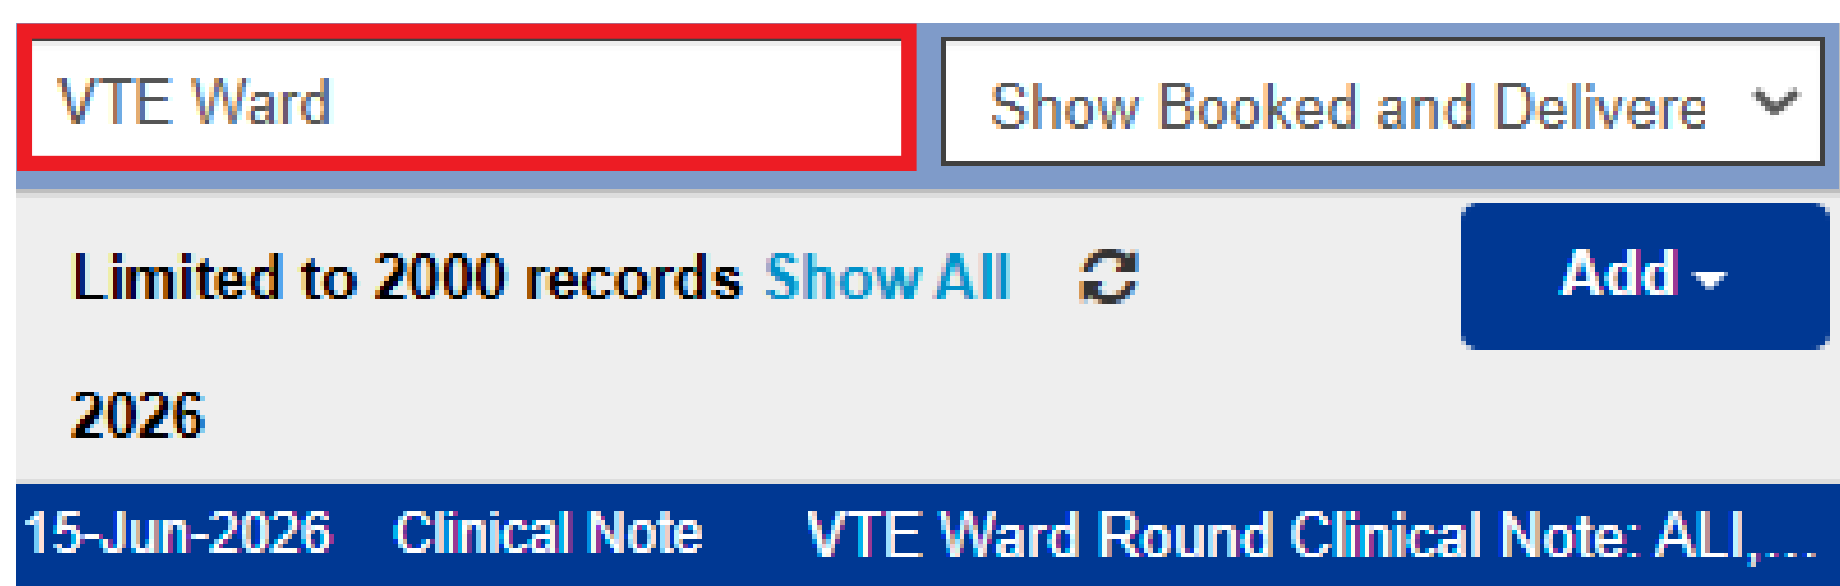 VTE Ward
Show Booked and Delivere
Limited to 2000 records Show All
Add
2026
15-Jun-2026 Clinical Note VTE Ward Round Clinical Note: ALI,...